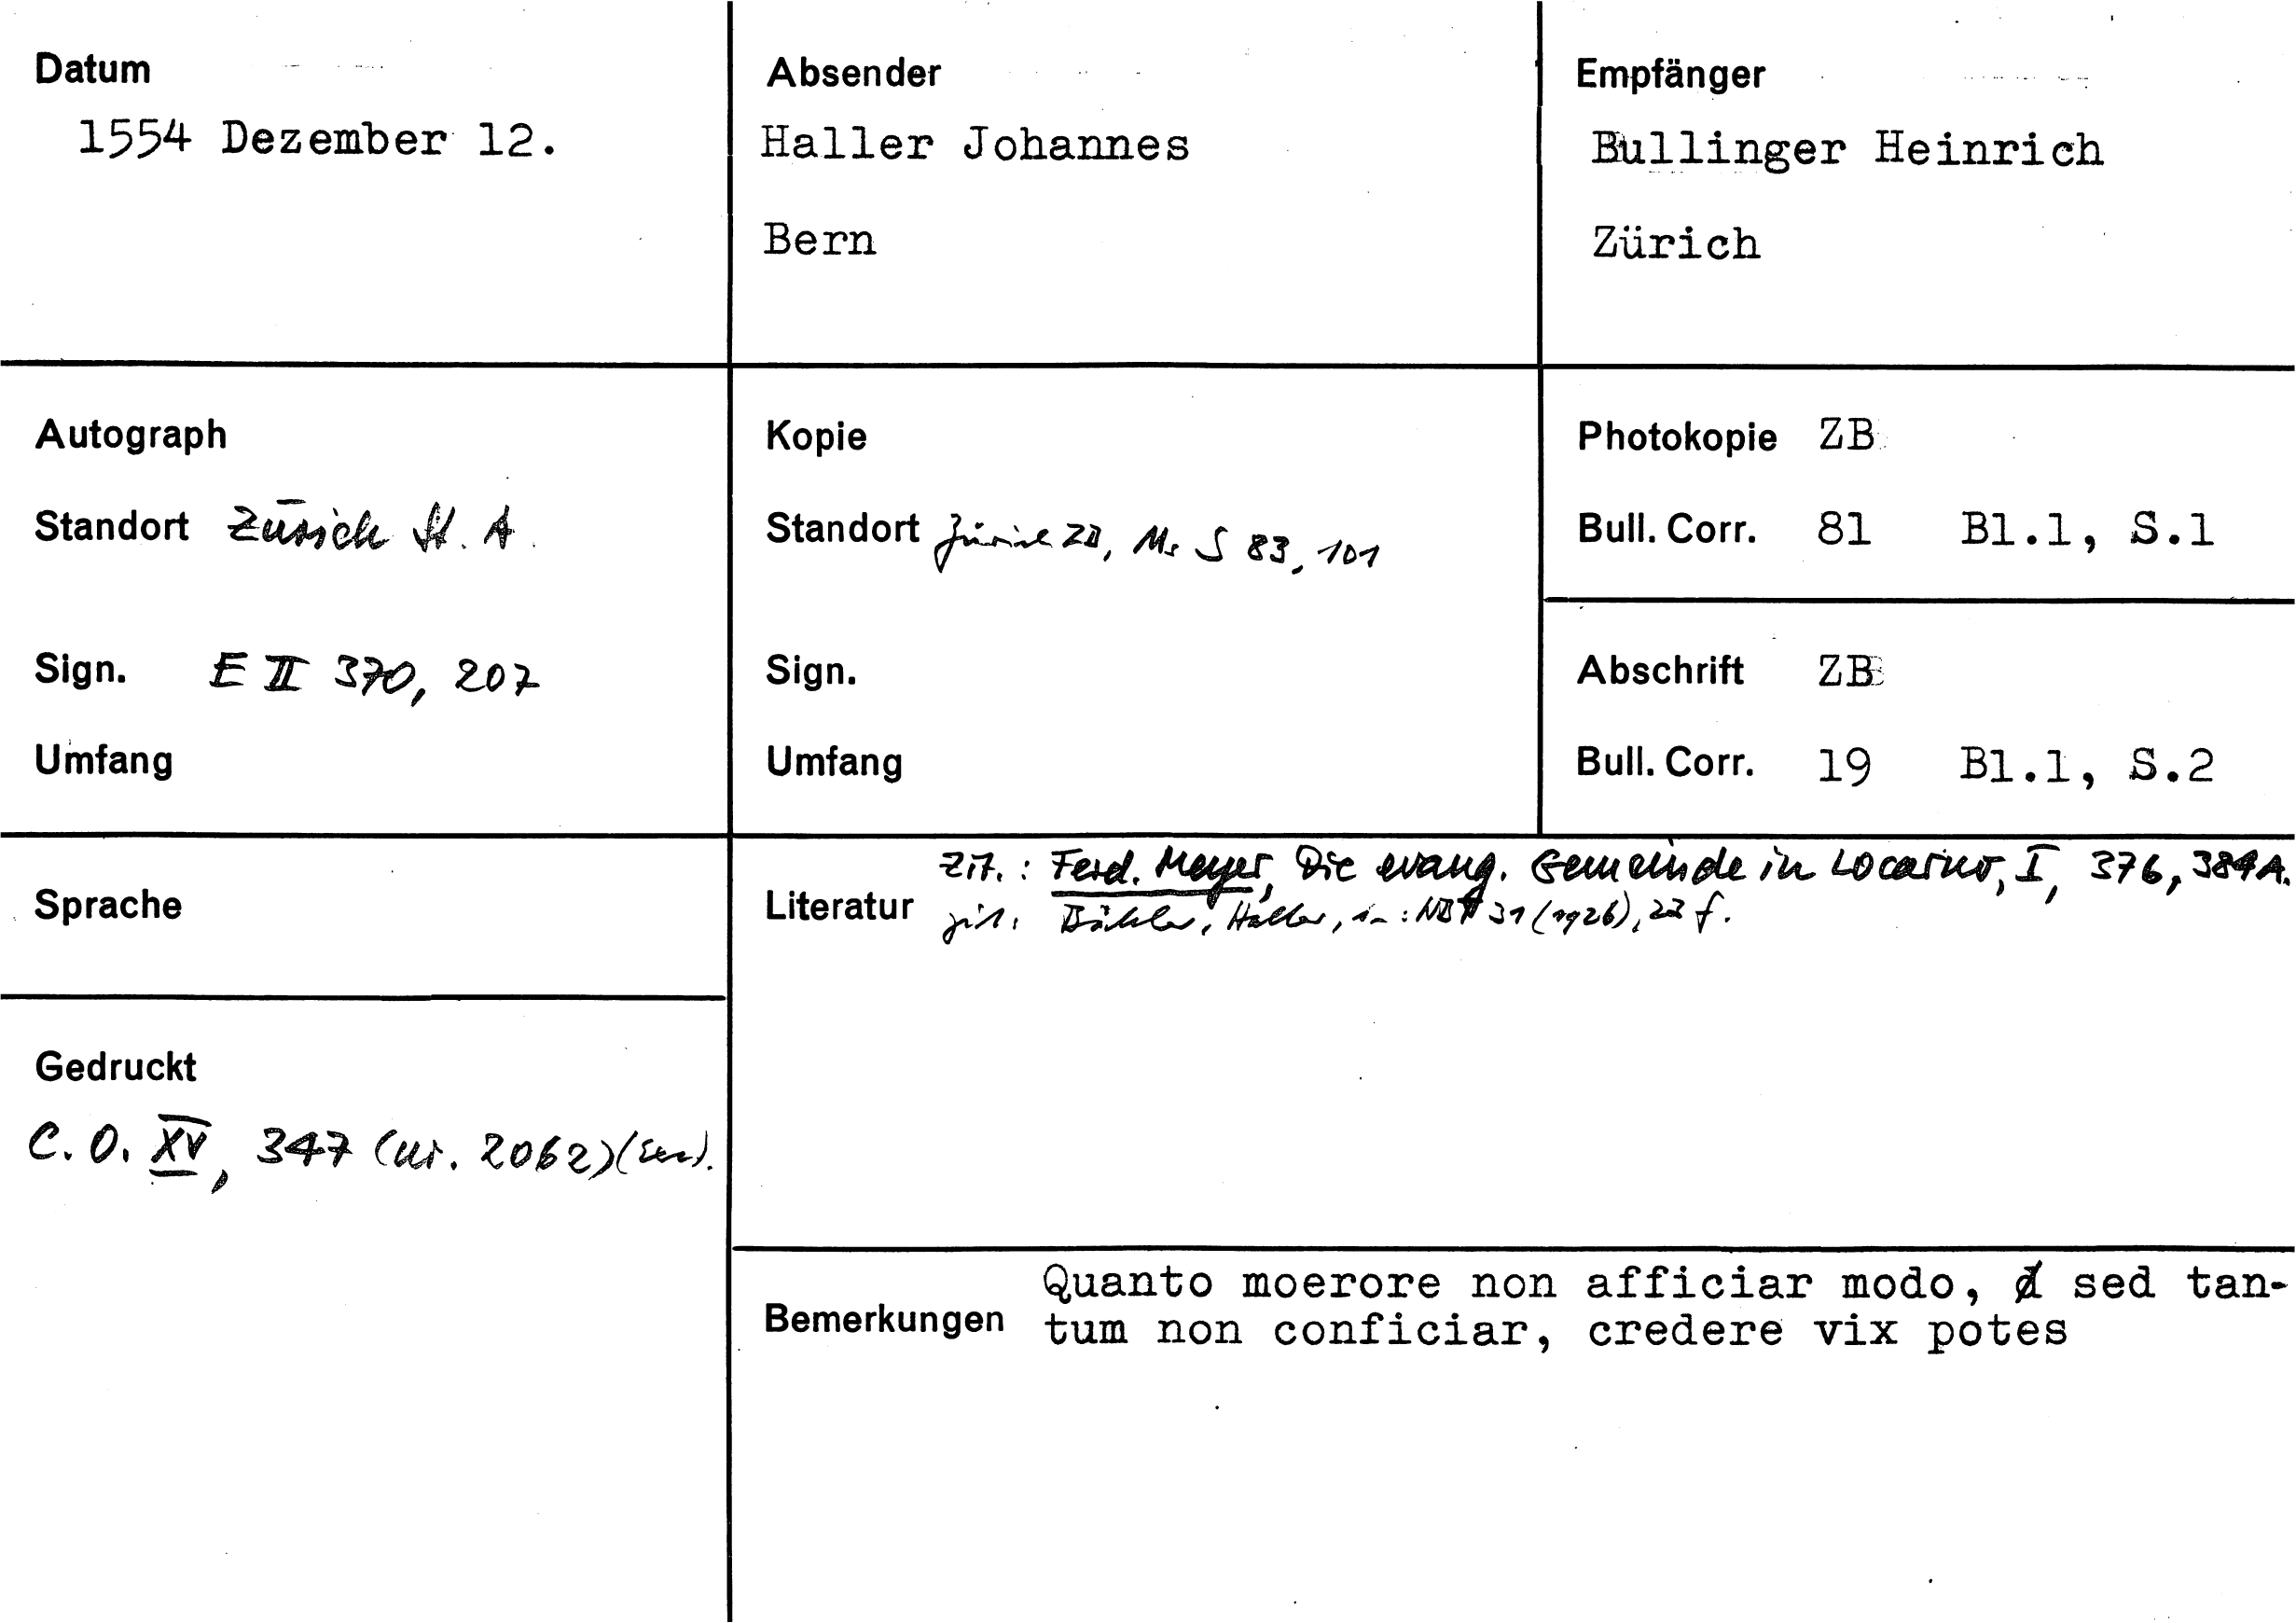 Datum
1554 Dezember 12.
Absender
Haller Johannes
Bern
Empfänger
Bullinger Heinrich
Zürich
Autograph
Standort Zürich St. A.
Sign. E II 370, 207
Umfang
Kopie
Standort Zürich ZB, Ms S 83, 101
Sign.
Umfang
Photokopie ZB
Bull. Corr. 81 Bl.1, S.1
Abschrift ZB
Bull. Corr. 19 Bl.1, S.2
Sprache
Zit.: Ferd. Meyer, Die evang. Gemeinde in Locarno, I, 376, 384 A.
Literatur zit. Bähler, Haller, in: NBT 31 (1926), 22 f.
Gedruckt
C. O. XV, 347 (nr. 2062)
Quanto moerore non afficiar modo, sed tan-
Bemerkungen tum non conficiar, credere vix potes